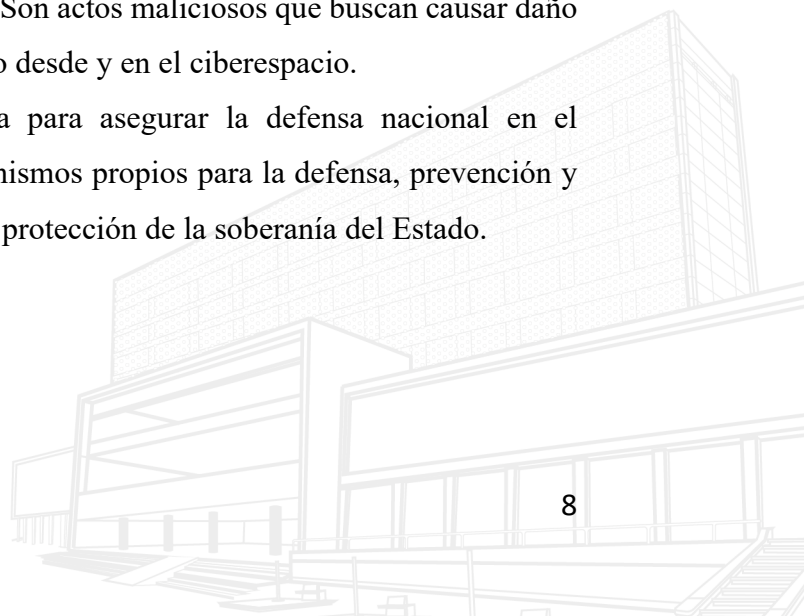 Son actos maliciosos que buscan causar daño
o desde y en el ciberespacio.
a para asegurar la defensa nacional en el
nismos propios para la defensa, prevención y
protección de la soberanía del Estado.
8